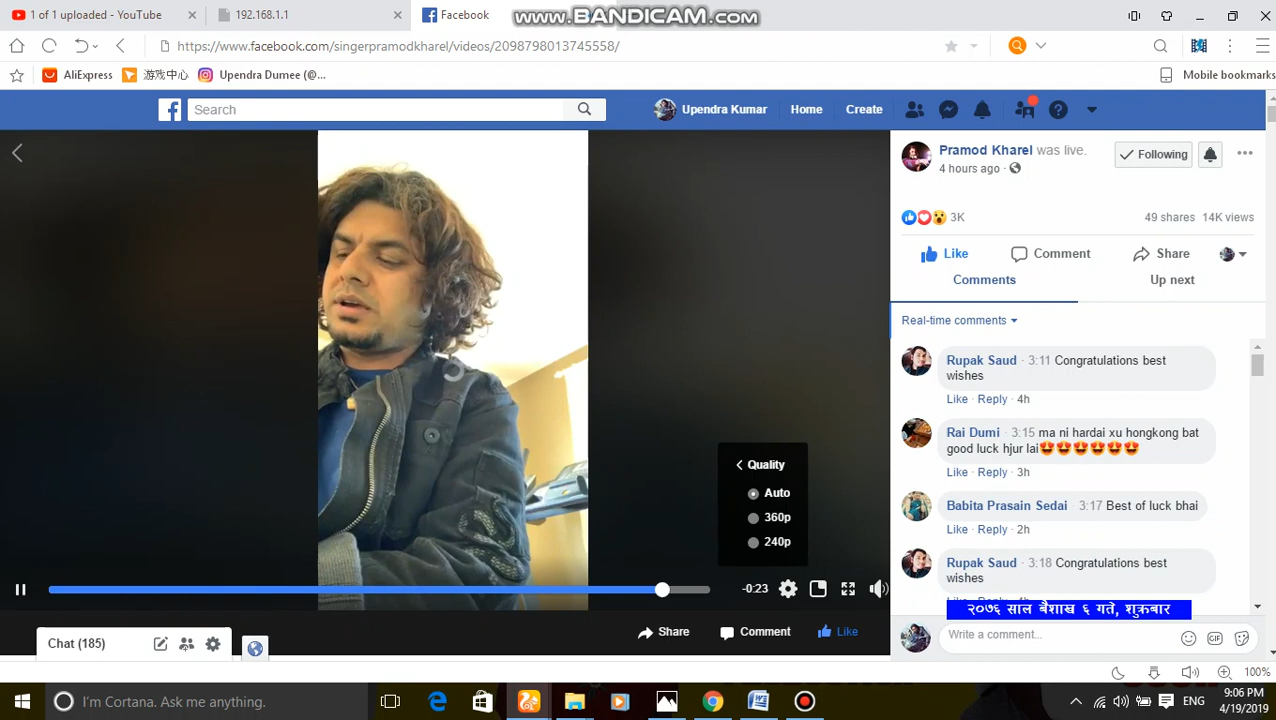 1 of 1 uploaded - YouTube
192.168.1.1
Facebook
www.BANDICAM.com
https://www.facebook.com/singerpramodkharel/videos/2098798013745558/
AliExpress
游戏中心
Upendra Dumee (@...
Mobile bookmarks
Search
Upendra Kumar
Home
Create
Pramod Kharel was live.
4 hours ago
Following
3K
49 shares
14K views
Like
Comment
Share
Comments
Up next
Real-time comments
Rupak Saud 3:11 Congratulations best
wishes
Like · Reply · 4h
Rai Dumi 3:15 ma ni hardai xu hongkong bat
good luck hjur lai😍😍😍😍😍😍
Like · Reply · 3h
Babita Prasain Sedai 3:17 Best of luck bhai
Like · Reply · 2h
Rupak Saud 3:18 Congratulations best
wishes
२०७६ साल बैशाख ६ गते, शुक्रबार
Write a comment...
GIF
Quality
Auto
360p
240p
-0:23
Share
Comment
Like
Chat (185)
100%
I'm Cortana. Ask me anything.
ENG
9:06 PM
4/19/2019